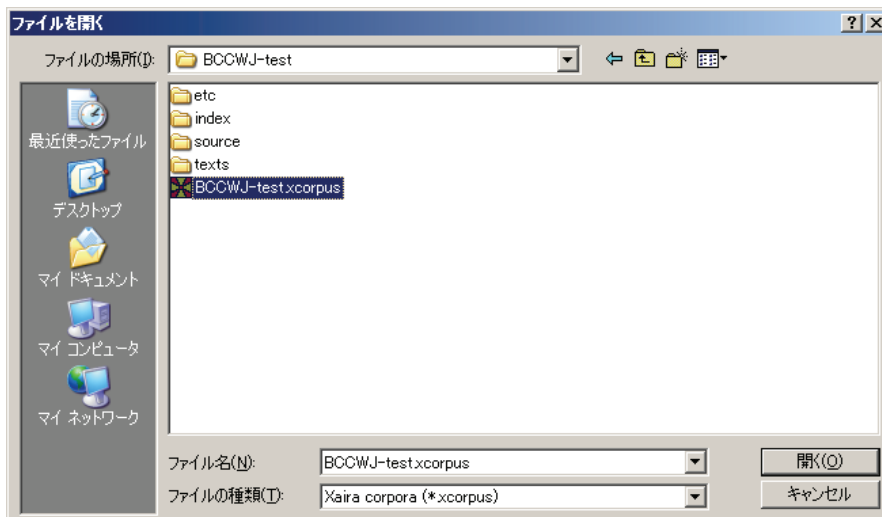 ファイルを開く
ファイルの場所(I):
BCCWJ-test
最近使ったファイル
デスクトップ
マイ ドキュメント
マイ コンピュータ
マイ ネットワーク
etc
index
source
texts
BCCWJ-test.xcorpus
ファイル名(N):
BCCWJ-test.xcorpus
開く(O)
ファイルの種類(T):
Xaira corpora (*.xcorpus)
キャンセル